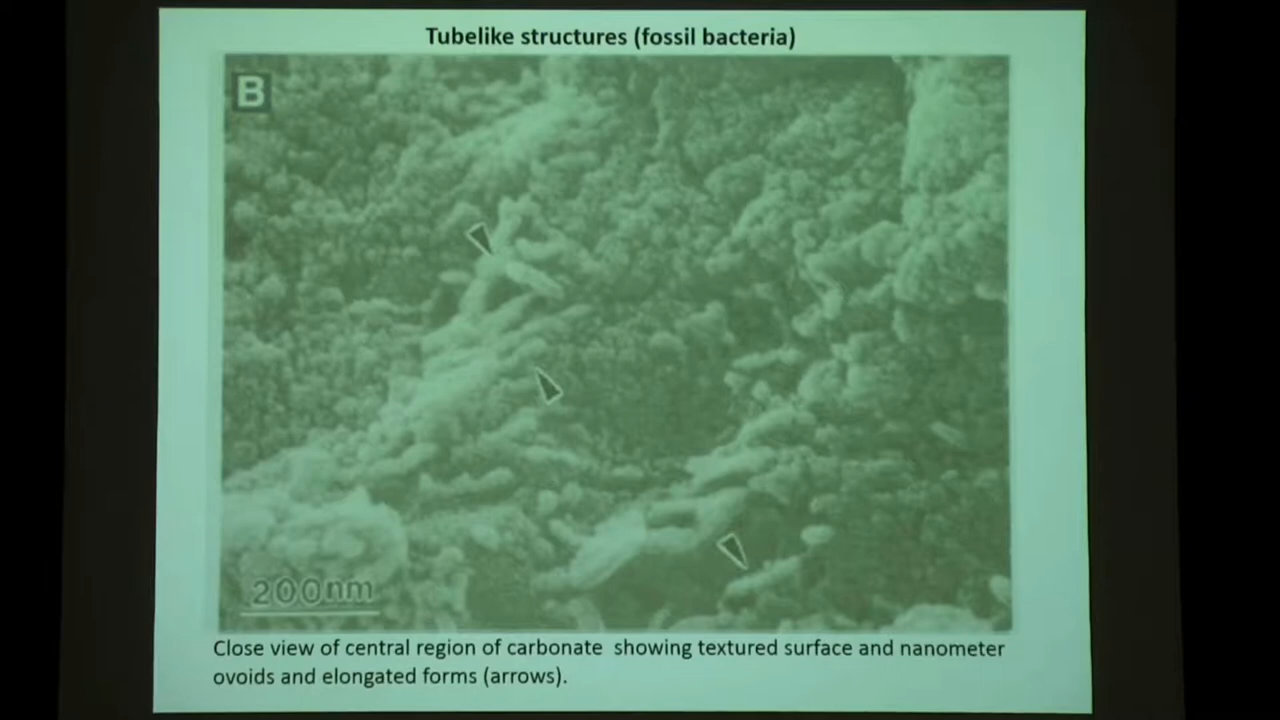 Tubelike structures (fossil bacteria)
B
200nm
Close view of central region of carbonate showing textured surface and nanometer
ovoids and elongated forms (arrows).